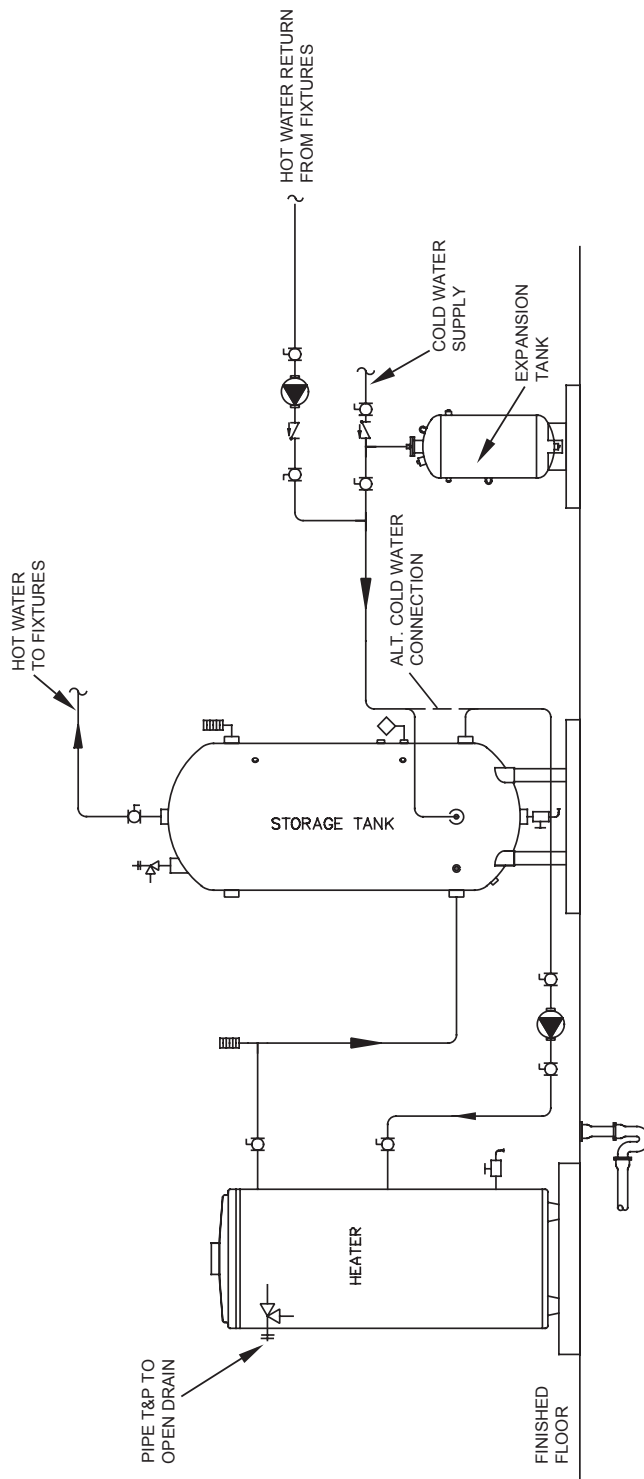 PIPE T&P TO
OPEN DRAIN
HEATER
FINISHED
FLOOR
HOT WATER
TO FIXTURES
STORAGE TANK
ALT. COLD WATER
CONNECTION
HOT WATER RETURN
FROM FIXTURES
COLD WATER
SUPPLY
EXPANSION
TANK